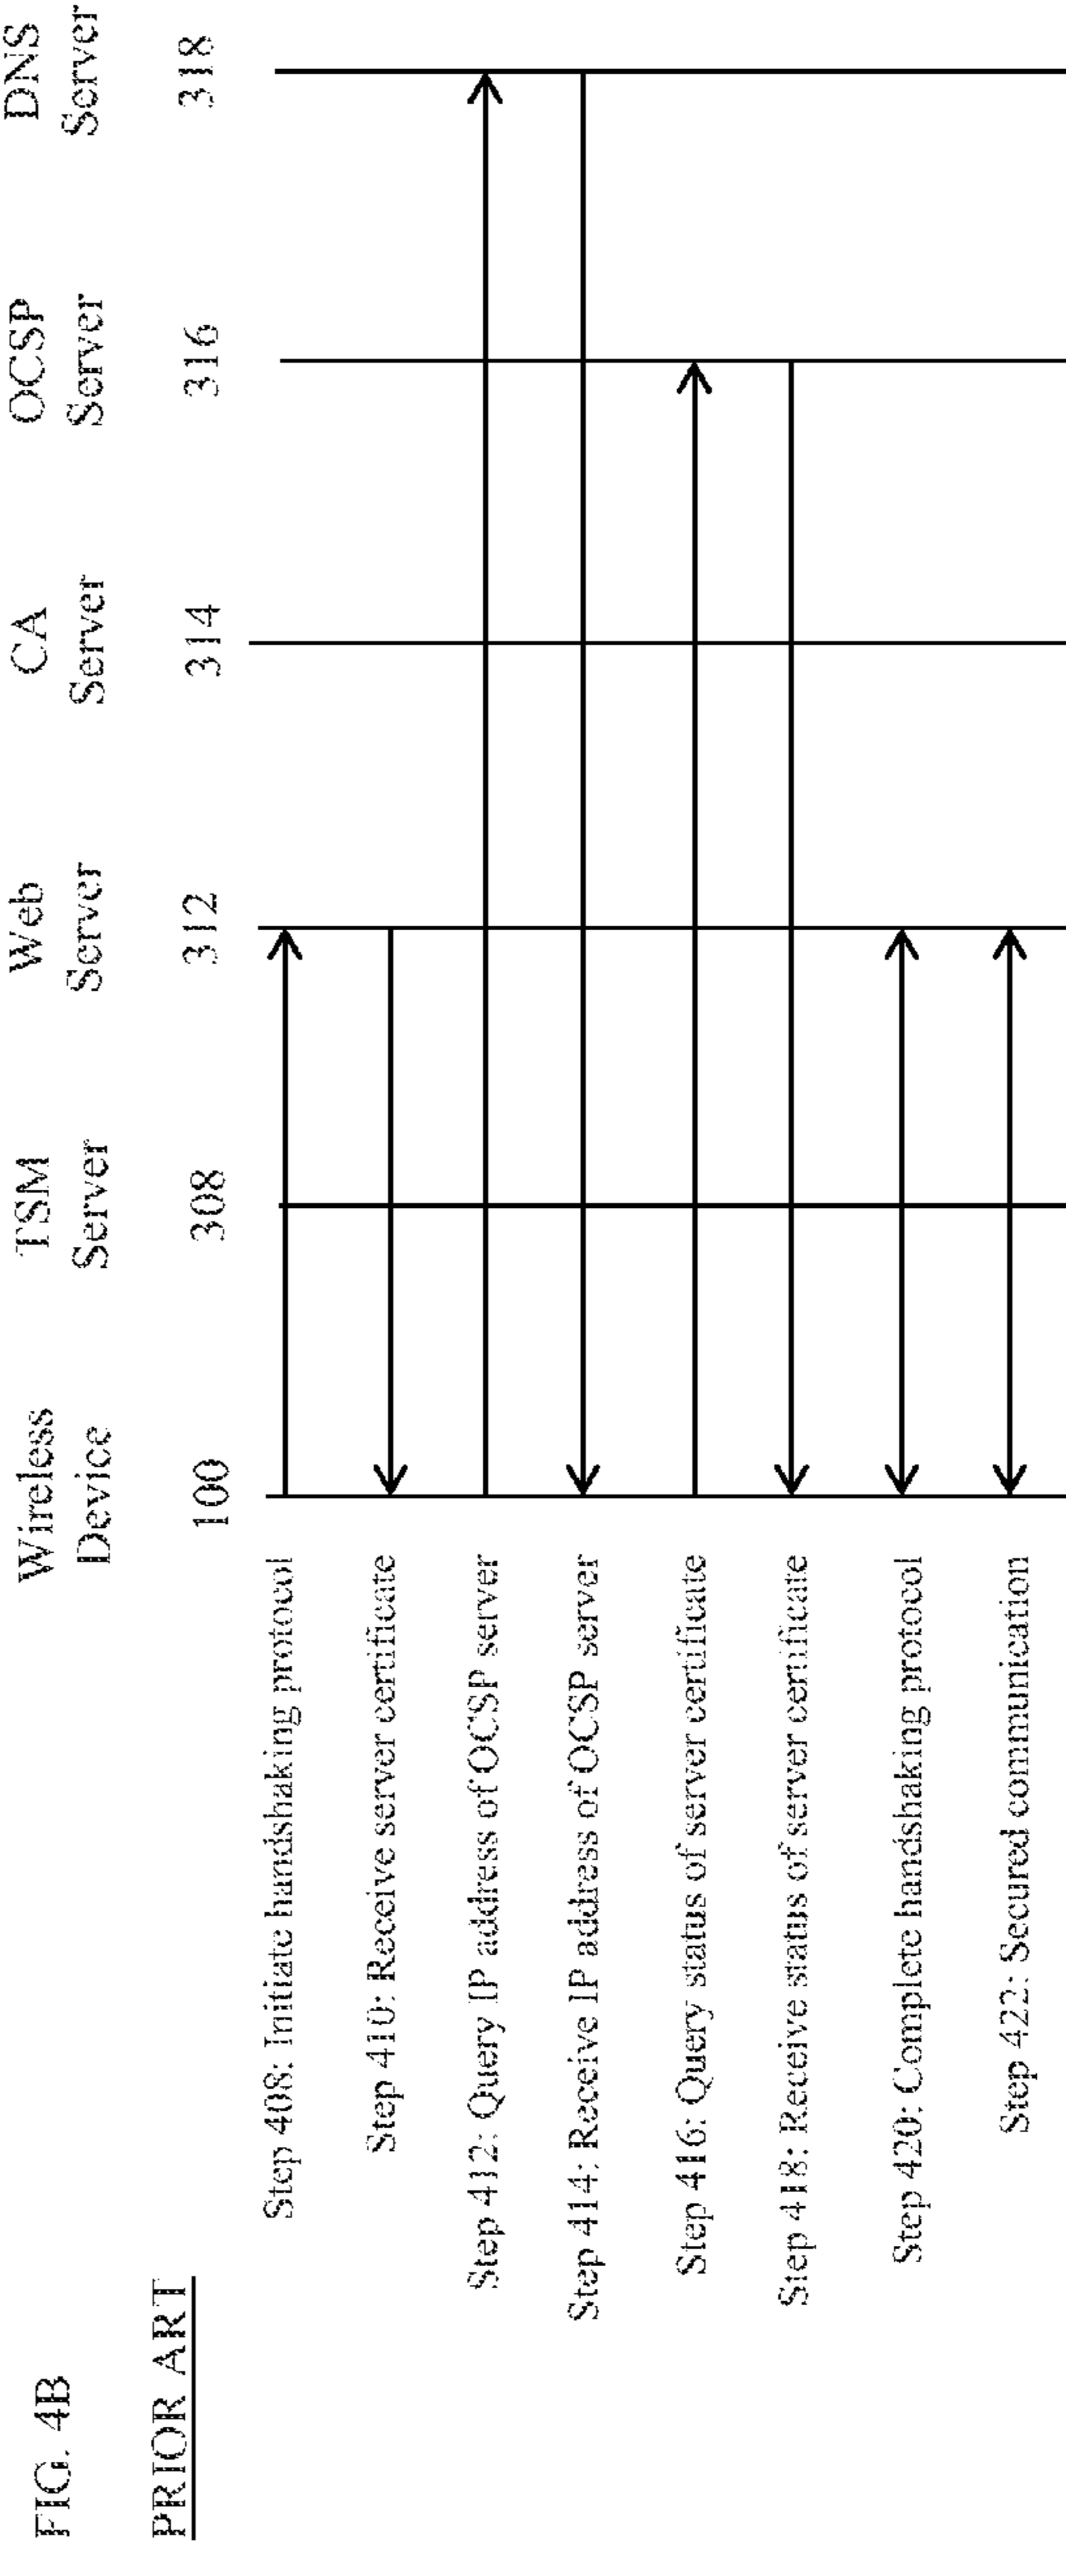 FIG. 4B
PRIOR ART
Wireless Device
100
TSM Server
308
Web Server
312
CA Server
314
OCSP Server
316
DNS Server
318
Step 408: Initiate handshaking protocol
Step 410: Receive server certificate
Step 412: Query IP address of OCSP server
Step 414: Receive IP address of OCSP server
Step 416: Query status of server certificate
Step 418: Receive status of server certificate
Step 420: Complete handshaking protocol
Step 422: Secured communication